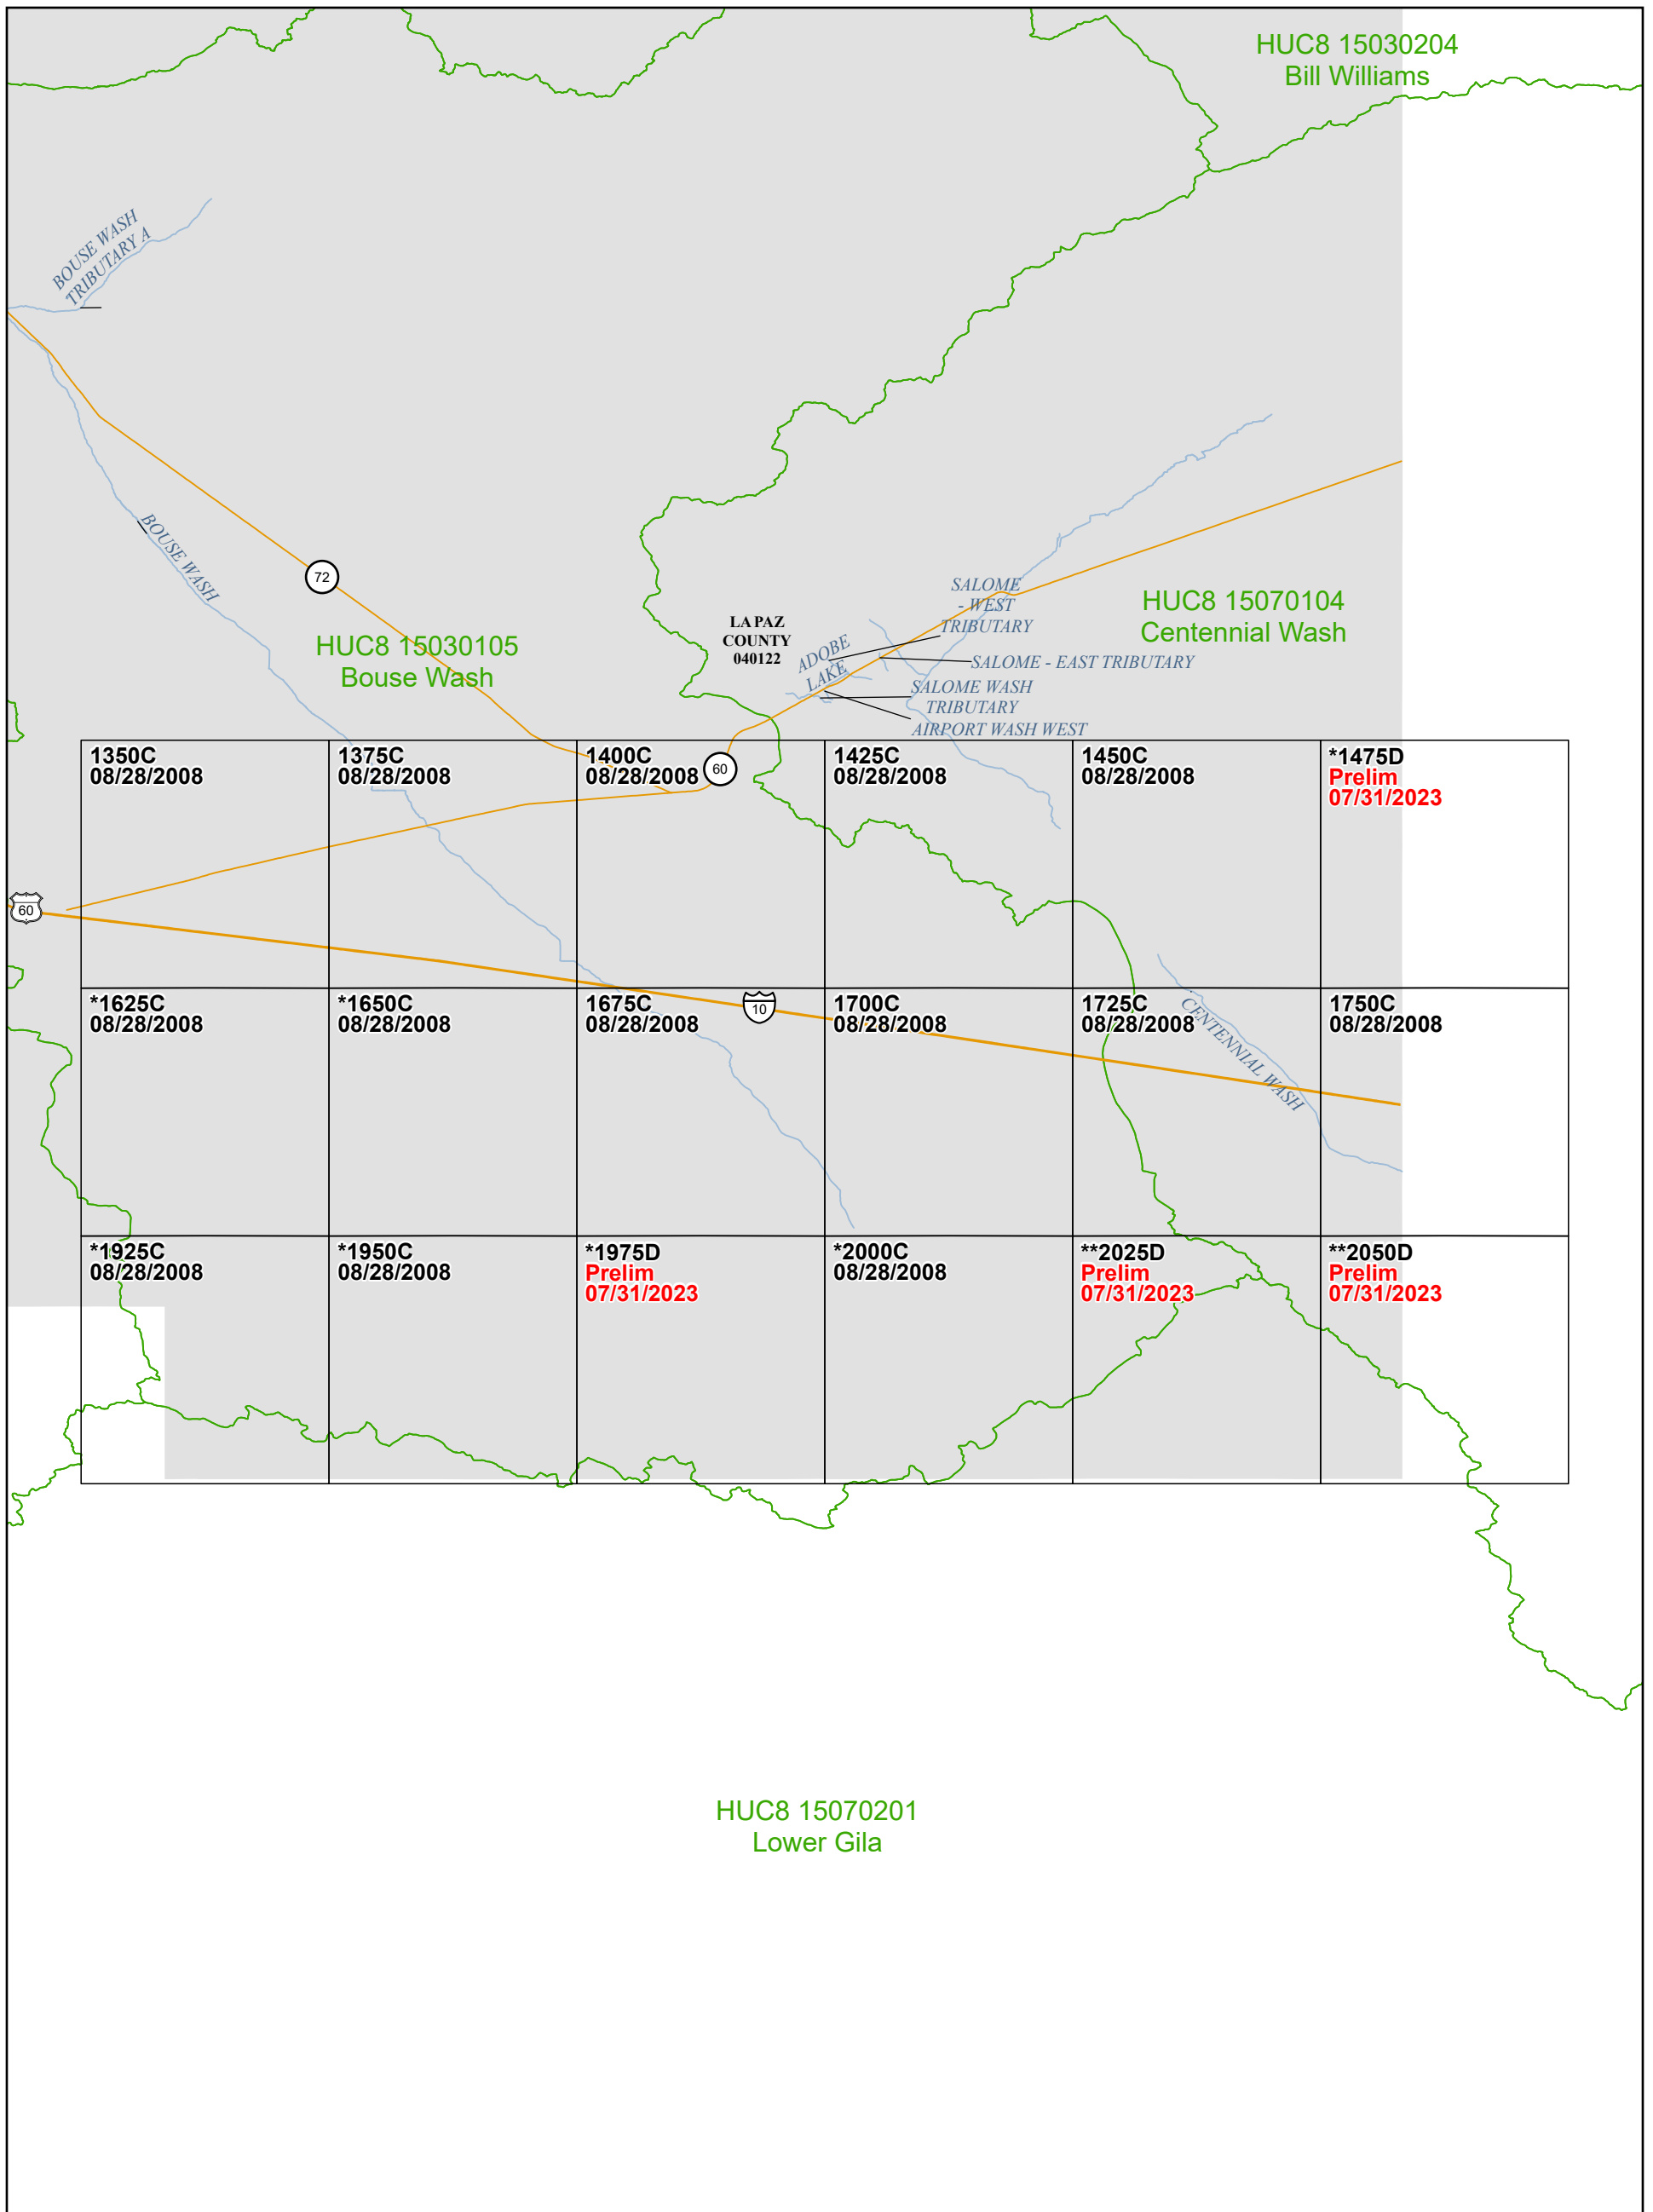 HUC8 15030204
Bill Williams
BOUSE WASH
TRIBUTARY A
BOUSE WASH
72
HUC8 15030105
Bouse Wash
LA PAZ
COUNTY
040122
ADOBE
LAKE
SALOME
- WEST
TRIBUTARY
HUC8 15070104
Centennial Wash
SALOME - EAST TRIBUTARY
SALOME WASH
TRIBUTARY
AIRPORT WASH WEST
1350C
08/28/2008
1375C
08/28/2008
1400C
08/28/2008
60
1425C
08/28/2008
1450C
08/28/2008
*1475D
Prelim
07/31/2023
60
*1625C
08/28/2008
*1650C
08/28/2008
1675C
08/28/2008
10
1700C
08/28/2008
1725C
08/28/2008
CENTENNIAL WASH
1750C
08/28/2008
*1925C
08/28/2008
*1950C
08/28/2008
*1975D
Prelim
07/31/2023
*2000C
08/28/2008
**2025D
Prelim
07/31/2023
**2050D
Prelim
07/31/2023
HUC8 15070201
Lower Gila